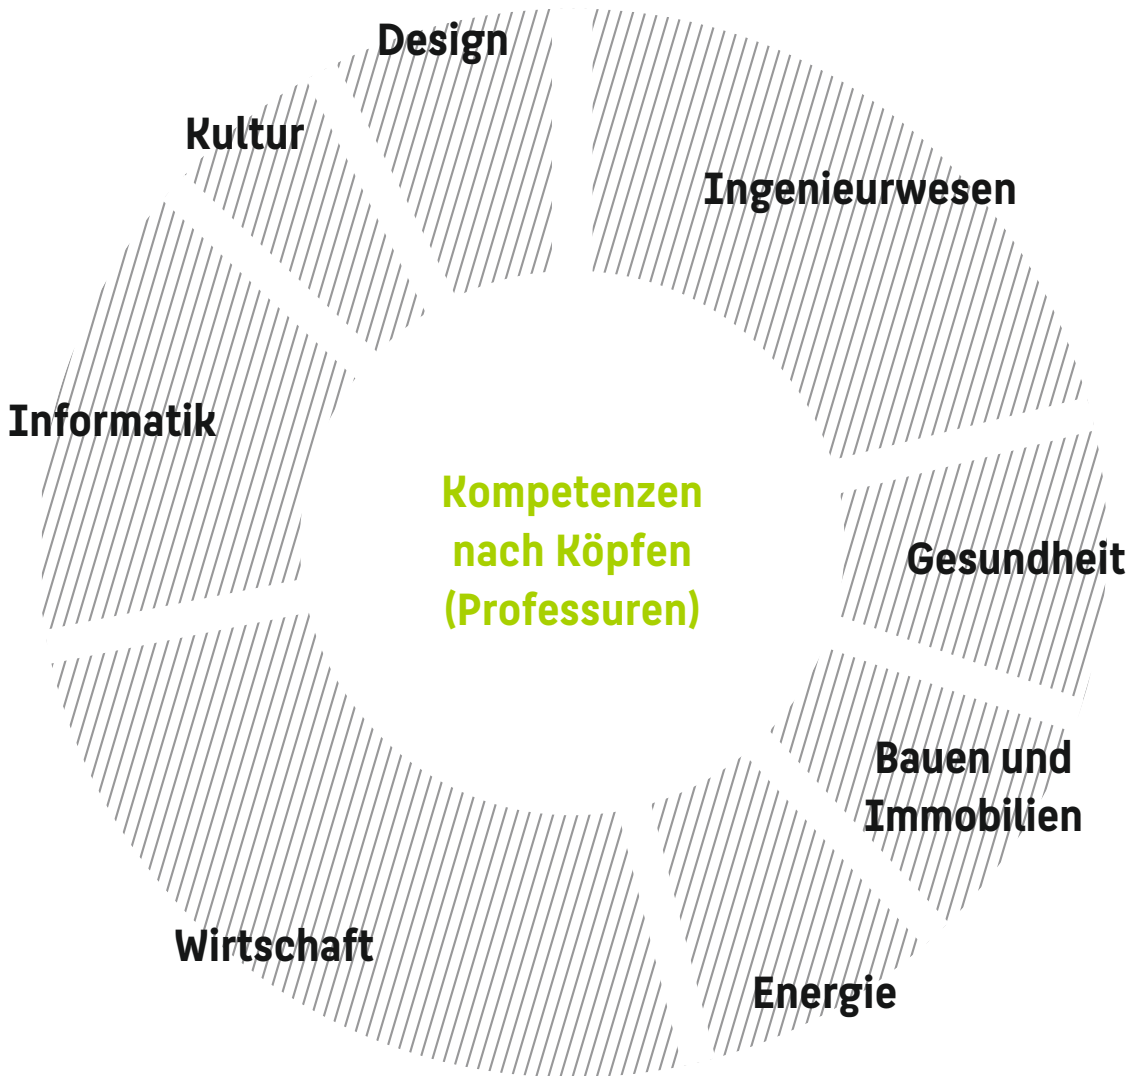 Design
Kultur
Ingenieurwesen
Informatik
Kompetenzen
nach Köpfen
(Professuren)
Gesundheit
Bauen und
Immobilien
Wirtschaft
Energie